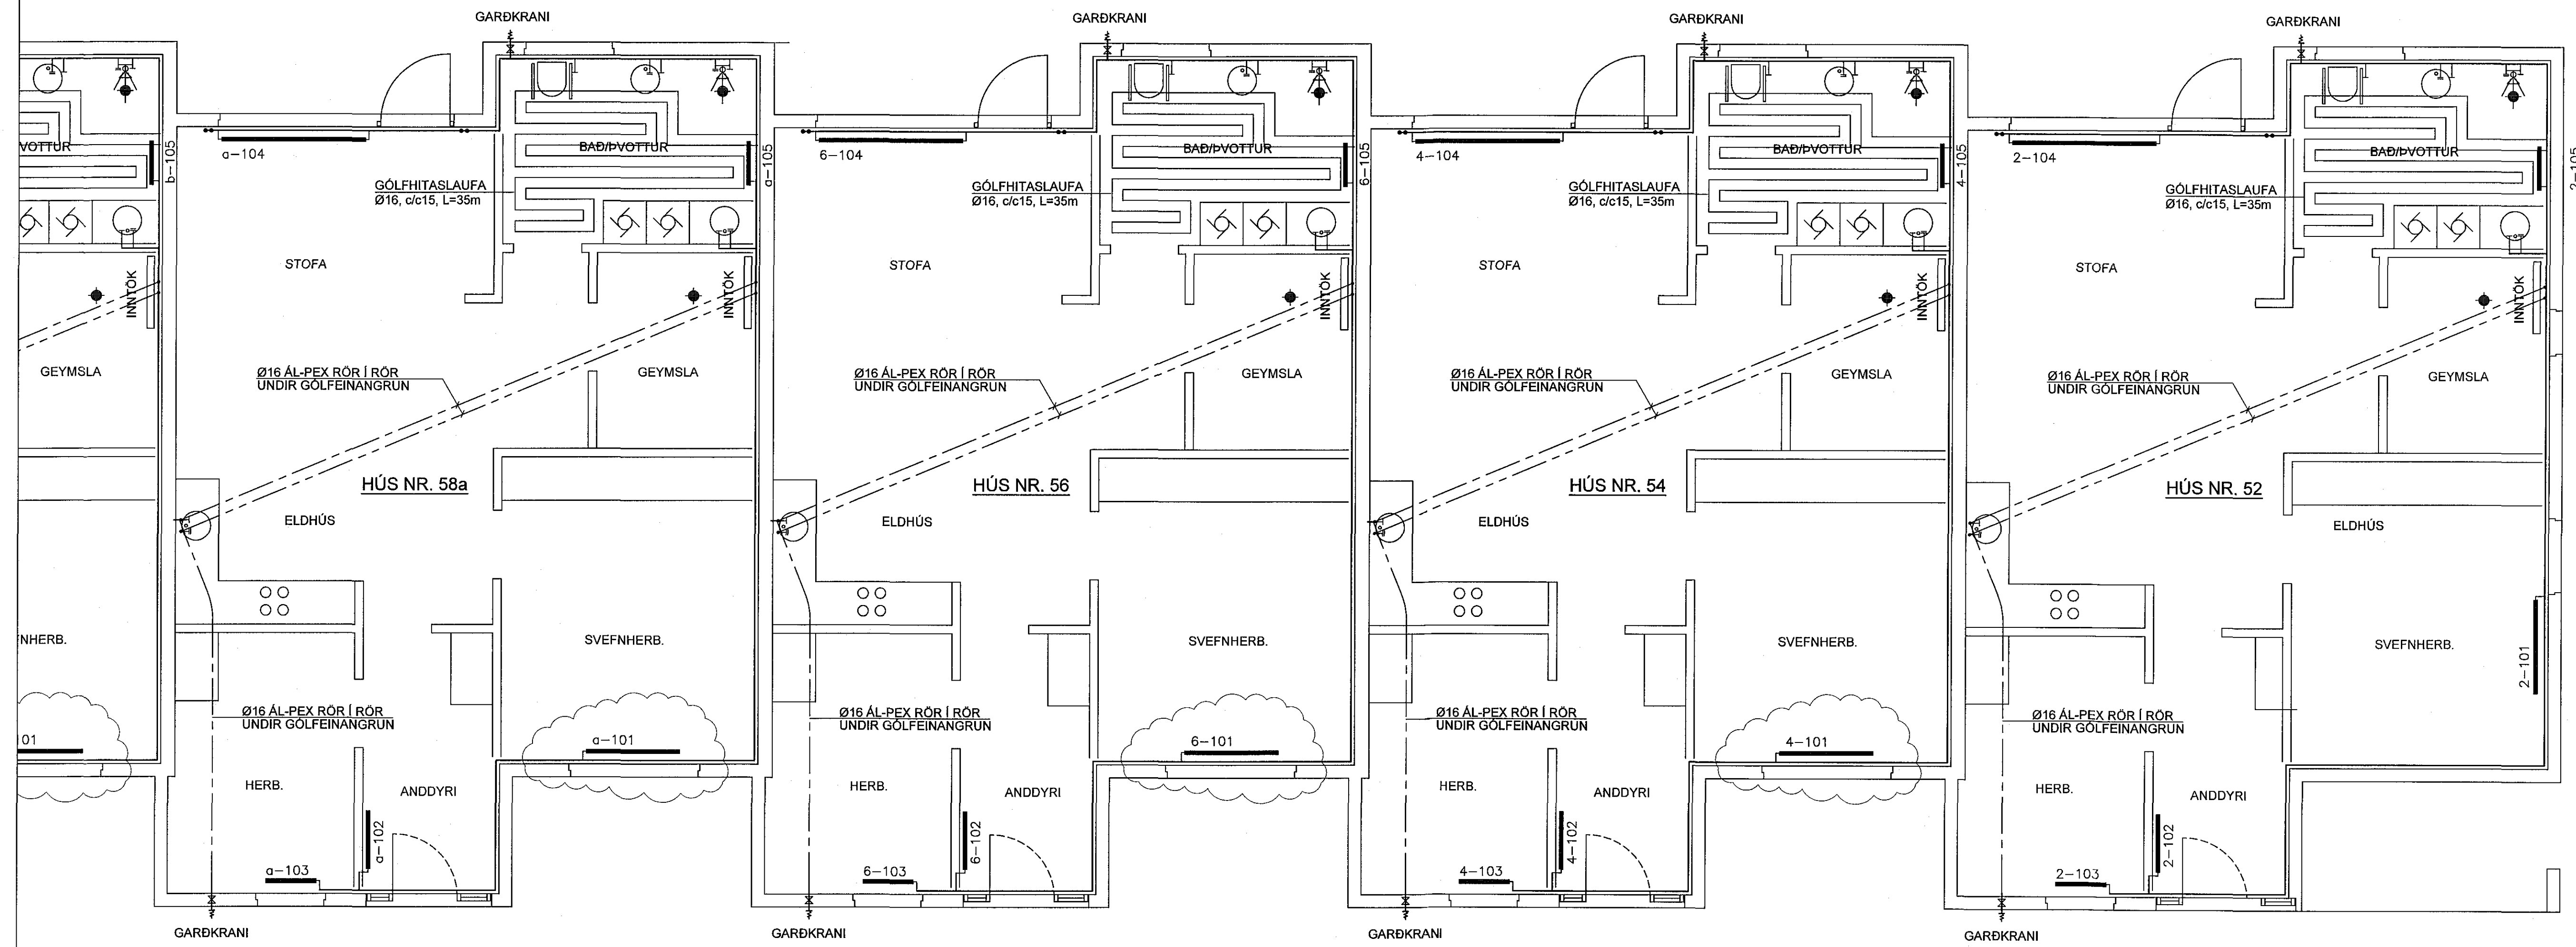 GARÐKRANI
GARÐKRANI
GARÐKRANI
GARÐKRANI
VOTTUR
b-105
a-104
BAÐ/ÞVOTTUR
a-105
6-104
BAÐ/ÞVOTTUR
6-105
4-104
BAÐ/ÞVOTTUR
4-105
2-104
BAÐ/ÞVOTTUR
2-105
GÓLFHITASLAUFA
Ø16, c/c15, L=35m
GÓLFHITASLAUFA
Ø16, c/c15, L=35m
GÓLFHITASLAUFA
Ø16, c/c15, L=35m
GÓLFHITASLAUFA
Ø16, c/c15, L=35m
INNTÖK
STOFA
INNTÖK
STOFA
INNTÖK
STOFA
INNTÖK
STOFA
INNTÖK
GEYMSLA
Ø16 ÁL-PEX RÖR Í RÖR
UNDIR GÓLFEINANGRUN
GEYMSLA
Ø16 ÁL-PEX RÖR Í RÖR
UNDIR GÓLFEINANGRUN
GEYMSLA
Ø16 ÁL-PEX RÖR Í RÖR
UNDIR GÓLFEINANGRUN
GEYMSLA
Ø16 ÁL-PEX RÖR Í RÖR
UNDIR GÓLFEINANGRUN
GEYMSLA
HÚS NR. 58a
HÚS NR. 56
HÚS NR. 54
HÚS NR. 52
ELDHÚS
ELDHÚS
ELDHÚS
ELDHÚS
FNHERB.
SVEFNHERB.
SVEFNHERB.
SVEFNHERB.
SVEFNHERB.
2-101
Ø16 ÁL-PEX RÖR Í RÖR
UNDIR GÓLFEINANGRUN
Ø16 ÁL-PEX RÖR Í RÖR
UNDIR GÓLFEINANGRUN
Ø16 ÁL-PEX RÖR Í RÖR
UNDIR GÓLFEINANGRUN
Ø16 ÁL-PEX RÖR Í RÖR
UNDIR GÓLFEINANGRUN
101
a-101
6-101
4-101
HERB.
ANDDYRI
HERB.
ANDDYRI
HERB.
ANDDYRI
HERB.
ANDDYRI
a-103
a-102
6-103
6-102
4-103
4-102
2-103
2-102
GARÐKRANI
GARÐKRANI
GARÐKRANI
GARÐKRANI